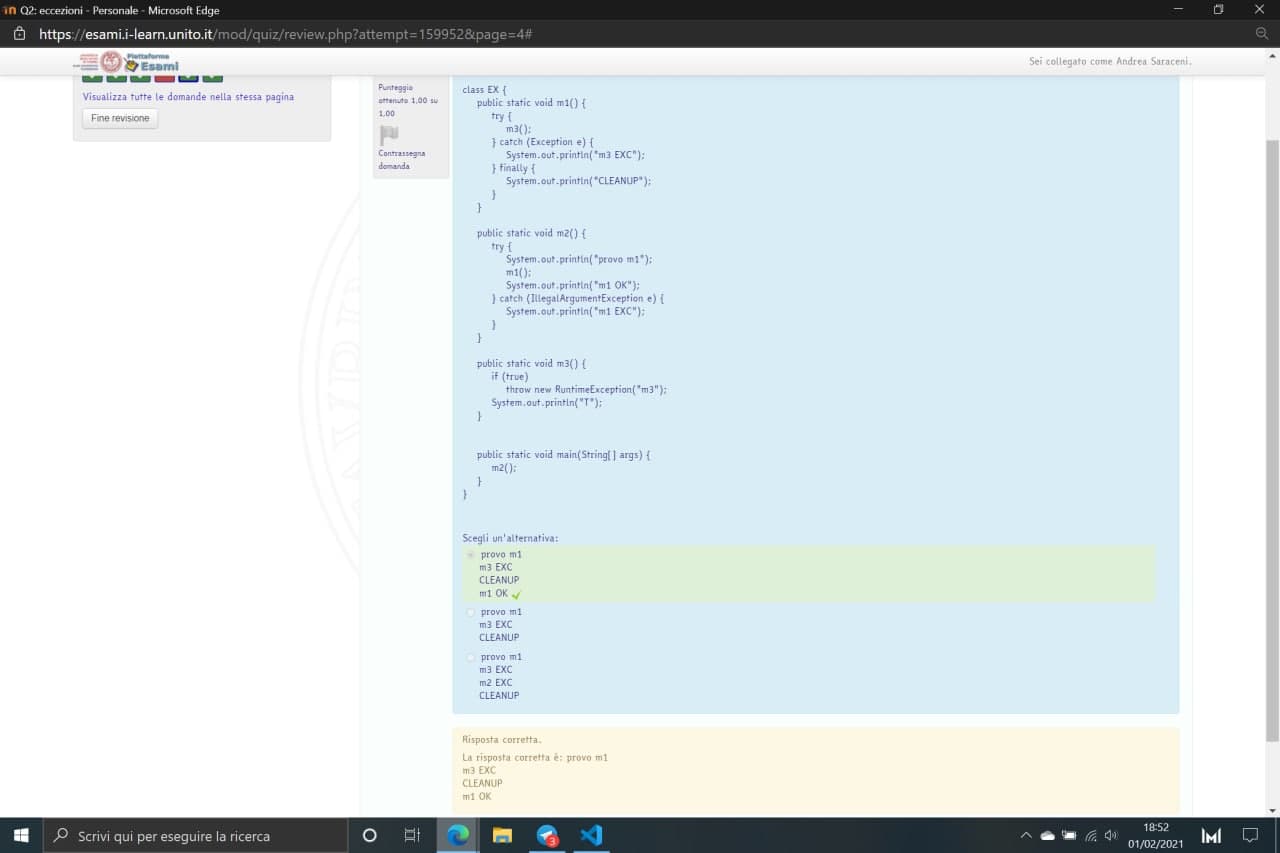 Q2: eccezioni - Personale - Microsoft Edge
https://esami.i-learn.unito.it/mod/quiz/review.php?attempt=159952&page=4#
Piattaforma
Esami
Sei collegato come Andrea Saraceni.
Visualizza tutte le domande nella stessa pagina
Fine revisione
Punteggio
ottenuto 1,00 su
1,00
Contrassegna
domanda
class EX {
public static void m1() {
try {
m3();
} catch (Exception e) {
System.out.println("m3 EXC");
} finally {
System.out.println("CLEANUP");
}
}
public static void m2() {
try {
System.out.println("provo m1");
m1();
System.out.println("m1 OK");
} catch (IllegalArgumentException e) {
System.out.println("m1 EXC");
}
}
public static void m3() {
if (true)
throw new RuntimeException("m3");
System.out.println("T");
}
public static void main(String[] args) {
m2();
}
}
Scegli un'alternativa:
provo m1
m3 EXC
CLEANUP
m1 OK
provo m1
m3 EXC
CLEANUP
provo m1
m3 EXC
m2 EXC
CLEANUP
Risposta corretta.
La risposta corretta è: provo m1
m3 EXC
CLEANUP
m1 OK
Scrivi qui per eseguire la ricerca
3
18:52
01/02/2021